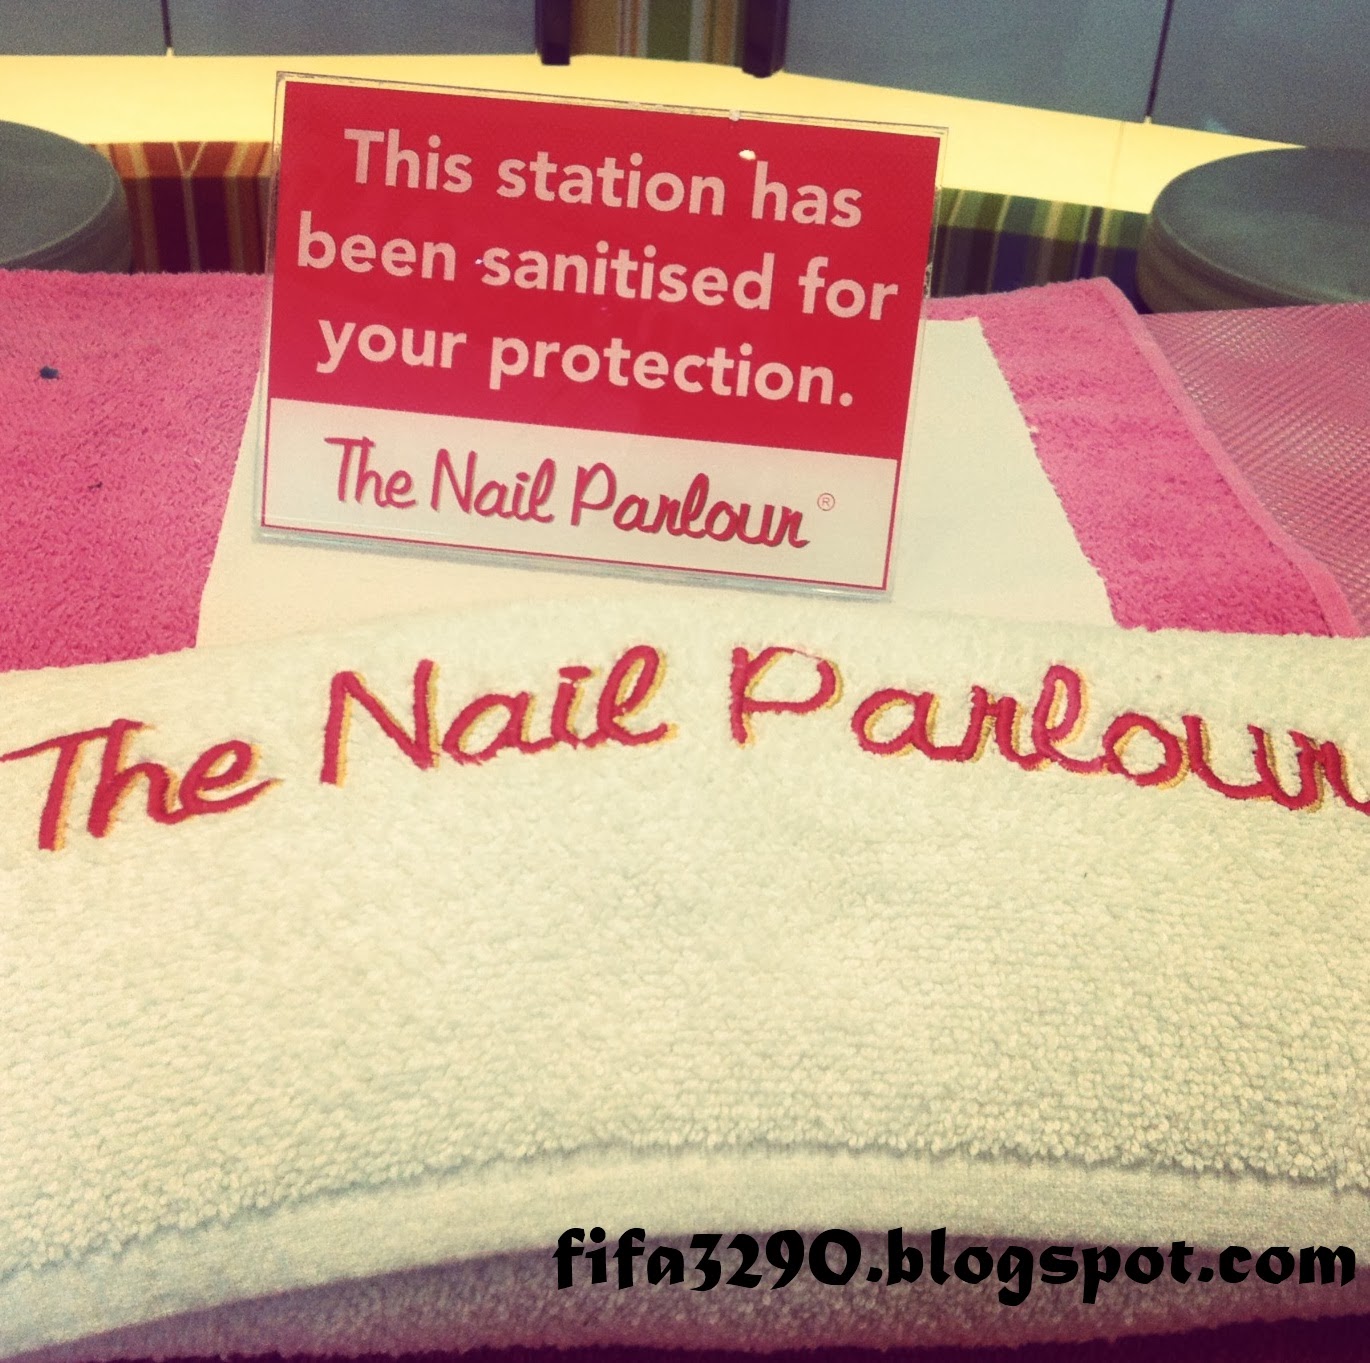 This station has
been sanitised for
your protection.
The Nail Parlour ®
The Nail Parlour
fifa3290.blogspot.com